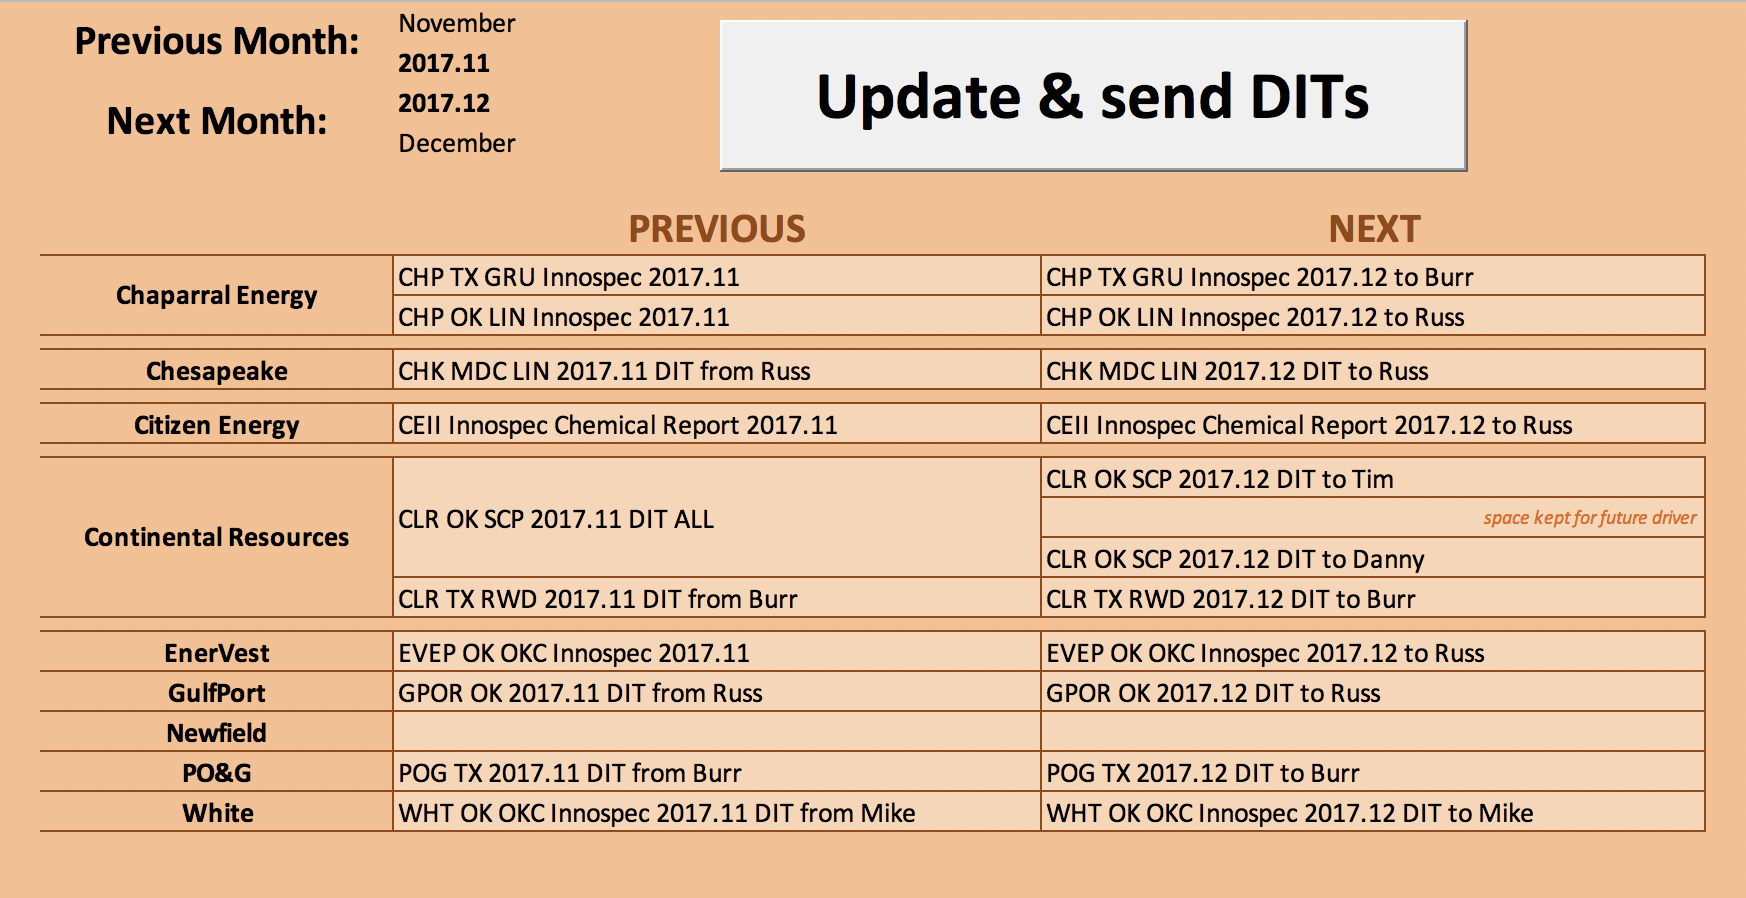 Previous Month:
November
2017.11
Next Month:
2017.12
December
Update & send DITs
PREVIOUS
NEXT
Chaparral Energy
CHP TX GRU Innospec 2017.11
CHP TX GRU Innospec 2017.12 to Burr
CHP OK LIN Innospec 2017.11
CHP OK LIN Innospec 2017.12 to Russ
Chesapeake
CHK MDC LIN 2017.11 DIT from Russ
CHK MDC LIN 2017.12 DIT to Russ
Citizen Energy
CEII Innospec Chemical Report 2017.11
CEII Innospec Chemical Report 2017.12 to Russ
Continental Resources
CLR OK SCP 2017.11 DIT ALL
CLR OK SCP 2017.12 DIT to Tim
space kept for future driver
CLR OK SCP 2017.12 DIT to Danny
CLR TX RWD 2017.11 DIT from Burr
CLR TX RWD 2017.12 DIT to Burr
EnerVest
EVEP OK OKC Innospec 2017.11
EVEP OK OKC Innospec 2017.12 to Russ
GulfPort
GPOR OK 2017.11 DIT from Russ
GPOR OK 2017.12 DIT to Russ
Newfield
PO&G
POG TX 2017.11 DIT from Burr
POG TX 2017.12 DIT to Burr
White
WHT OK OKC Innospec 2017.11 DIT from Mike
WHT OK OKC Innospec 2017.12 DIT to Mike